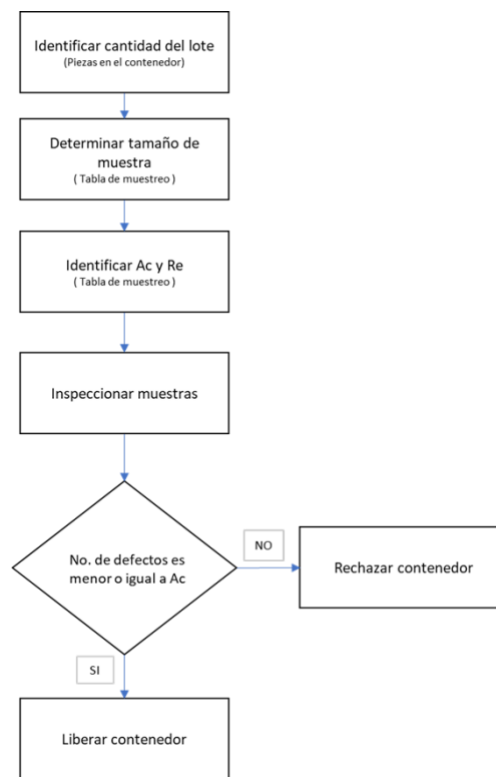 Identificar cantidad del lote
(Piezas en el contenedor)
Determinar tamaño de
muestra
( Tabla de muestreo )
Identificar Ac y Re
( Tabla de muestreo )
Inspeccionar muestras
No. de defectos es
menor o igual a Ac
NO
Rechazar contenedor
SI
Liberar contenedor